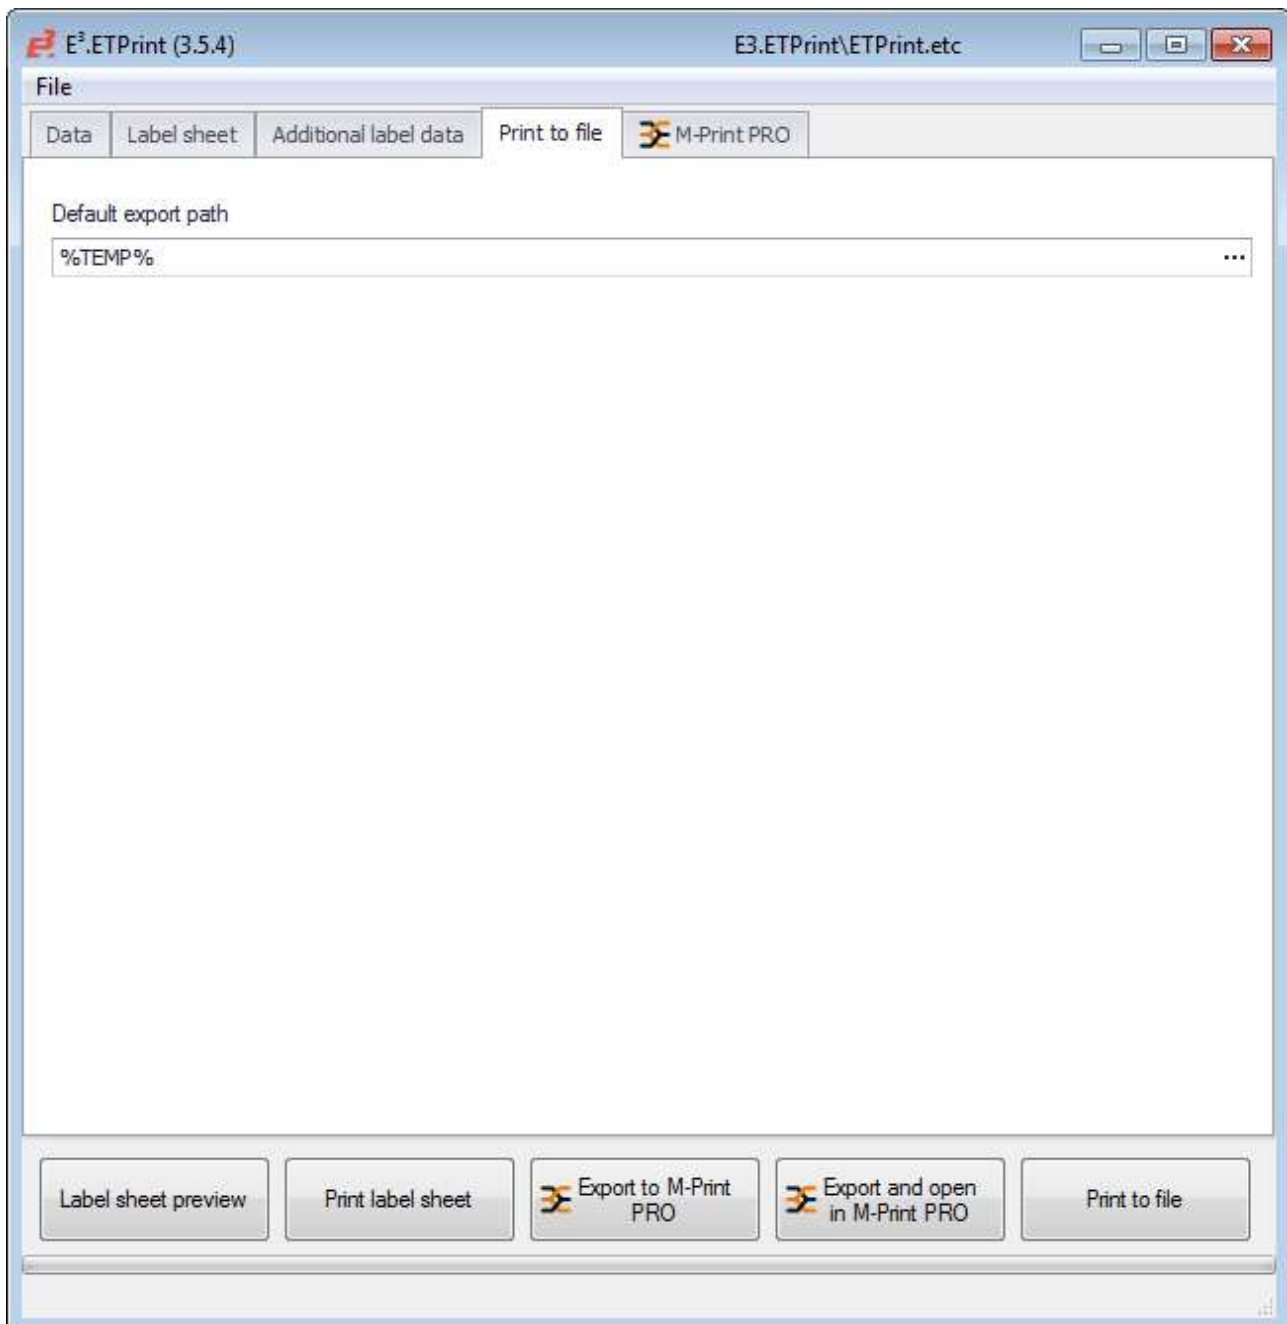 E³.ETPrint (3.5.4) E3.ETPrint\ETPrint.etc
File
Data Label sheet Additional label data Print to file M-Print PRO
Default export path
%TEMP% ...
Label sheet preview
Print label sheet
Export to M-Print
PRO
Export and open
in M-Print PRO
Print to file